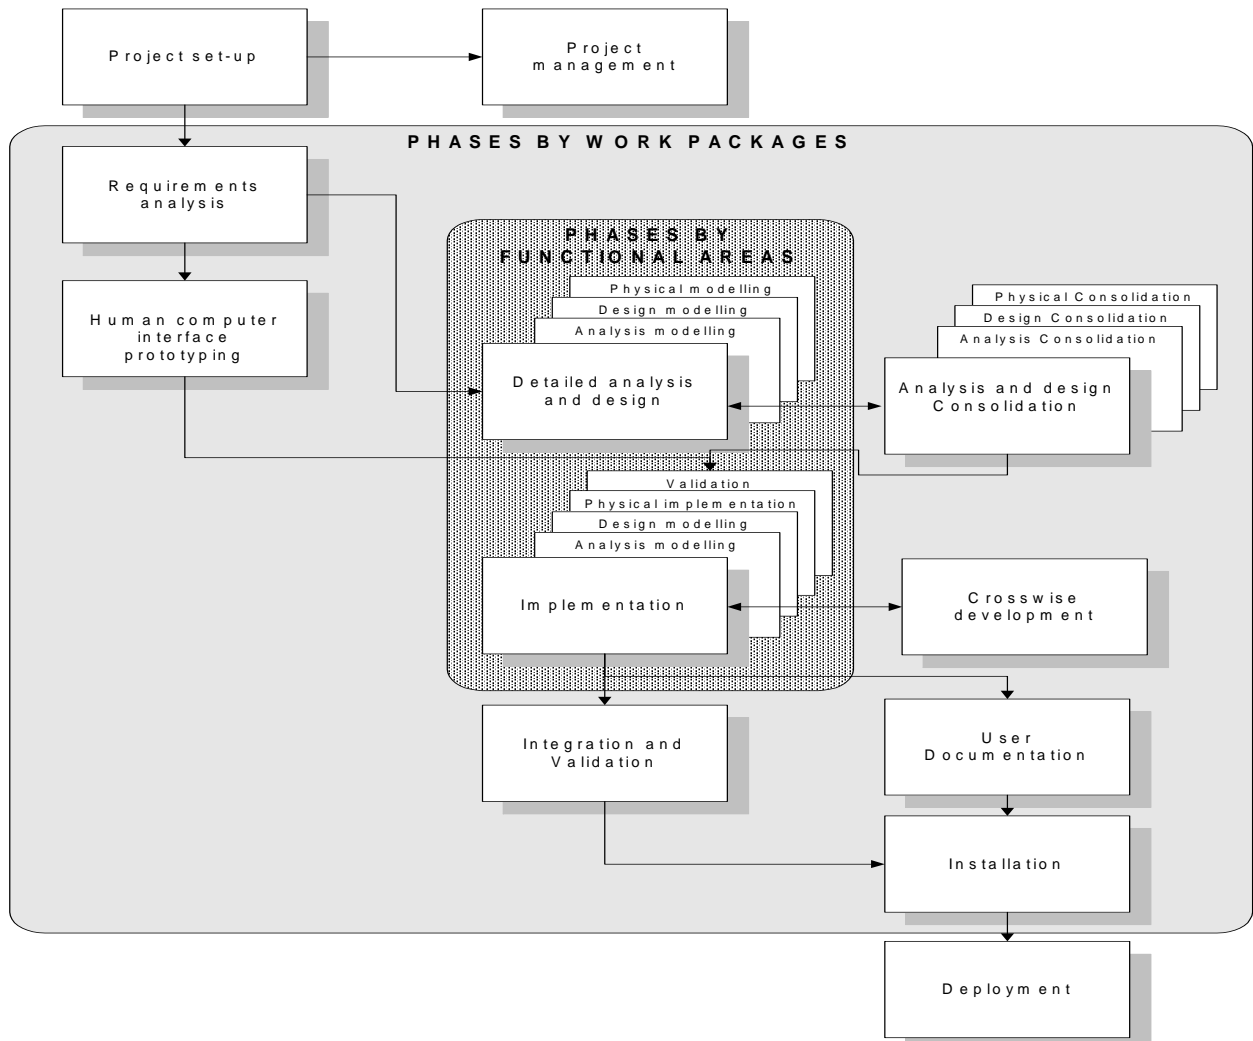 Project set-up
Project
management
PHASES BY WORK PACKAGES
Requirements
analysis
PHASES BY
FUNCTIONAL AREAS
Physical modelling
Design modelling
Analysis modelling
Detailed analysis
and design
Human computer
interface
prototyping
Physical Consolidation
Design Consolidation
Analysis Consolidation
Analysis and design
Consolidation
Validation
Physical implementation
Design modelling
Analysis modelling
Implementation
Crosswise
development
Integration and
Validation
User
Documentation
Installation
Deployment